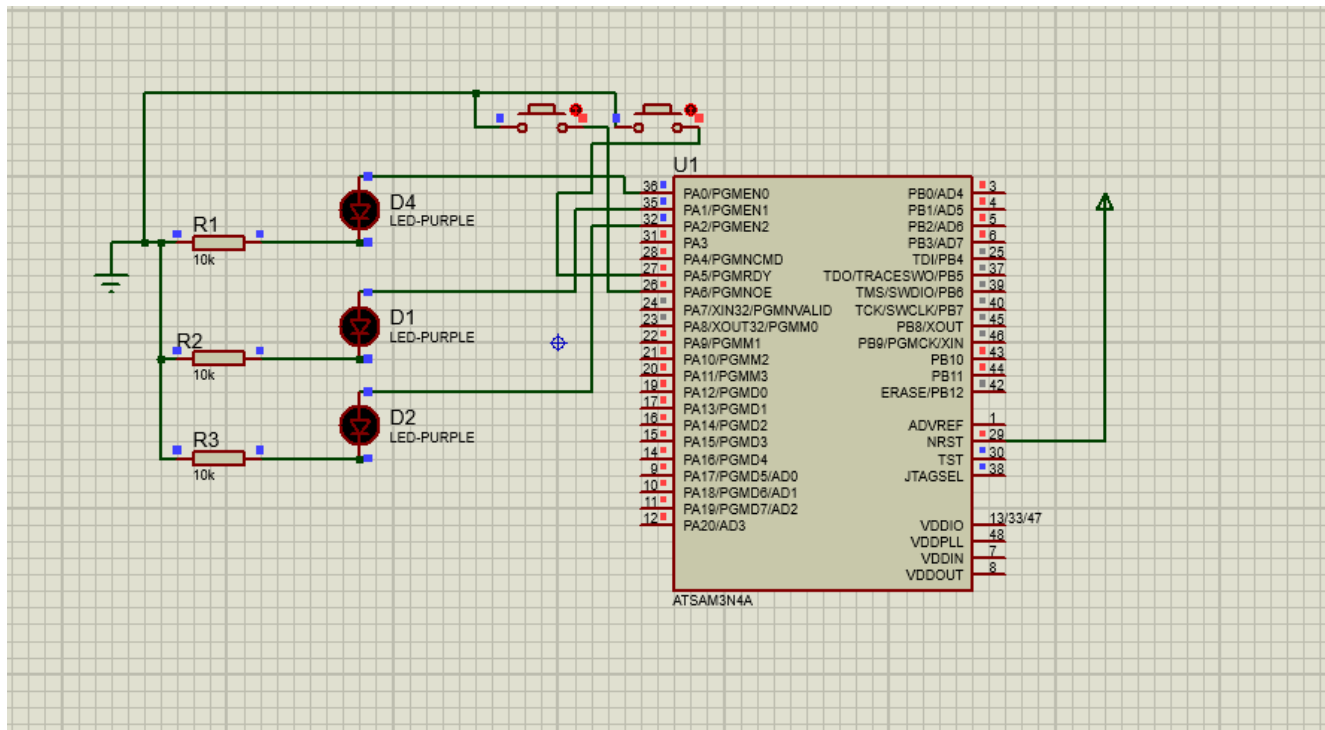 U1
D4
LED-PURPLE
R1
10k
D1
LED-PURPLE
R2
10k
D2
LED-PURPLE
R3
10k
36 PA0/PGMEN0
35 PA1/PGMEN1
32 PA2/PGMEN2
31 PA3
28 PA4/PGMNCMD
27 PA5/PGMRDY
26 PA6/PGMNOE
24 PA7/XIN32/PGMNVALID
23 PA8/XOUT32/PGMM0
22 PA9/PGMM1
21 PA10/PGMM2
20 PA11/PGMM3
19 PA12/PGMD0
17 PA13/PGMD1
16 PA14/PGMD2
15 PA15/PGMD3
14 PA16/PGMD4
9 PA17/PGMD5/AD0
10 PA18/PGMD6/AD1
11 PA19/PGMD7/AD2
12 PA20/AD3
PB0/AD4 3
PB1/AD5 4
PB2/AD6 5
PB3/AD7 6
TDI/PB4 25
TDO/TRACESWO/PB5 37
TMS/SWDIO/PB6 39
TCK/SWCLK/PB7 40
PB8/XOUT 45
PB9/PGMCK/XIN 46
PB10 43
PB11 44
ERASE/PB12 42
ADVREF 1
NRST 29
TST 30
JTAGSEL 38
VDDIO 13/33/47
VDDPLL 48
VDDIN 7
VDDOUT 8
ATSAM3N4A